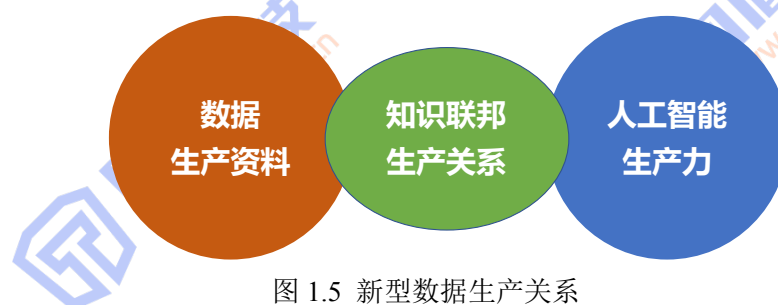 数据
生产资料
知识联邦
生产关系
人工智能
生产力
图 1.5 新型数据生产关系